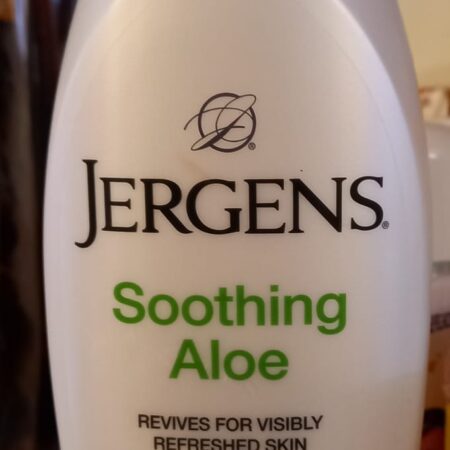 JERGENS®
Soothing
Aloe
REVIVES FOR VISIBLY
REFRESHED SKIN